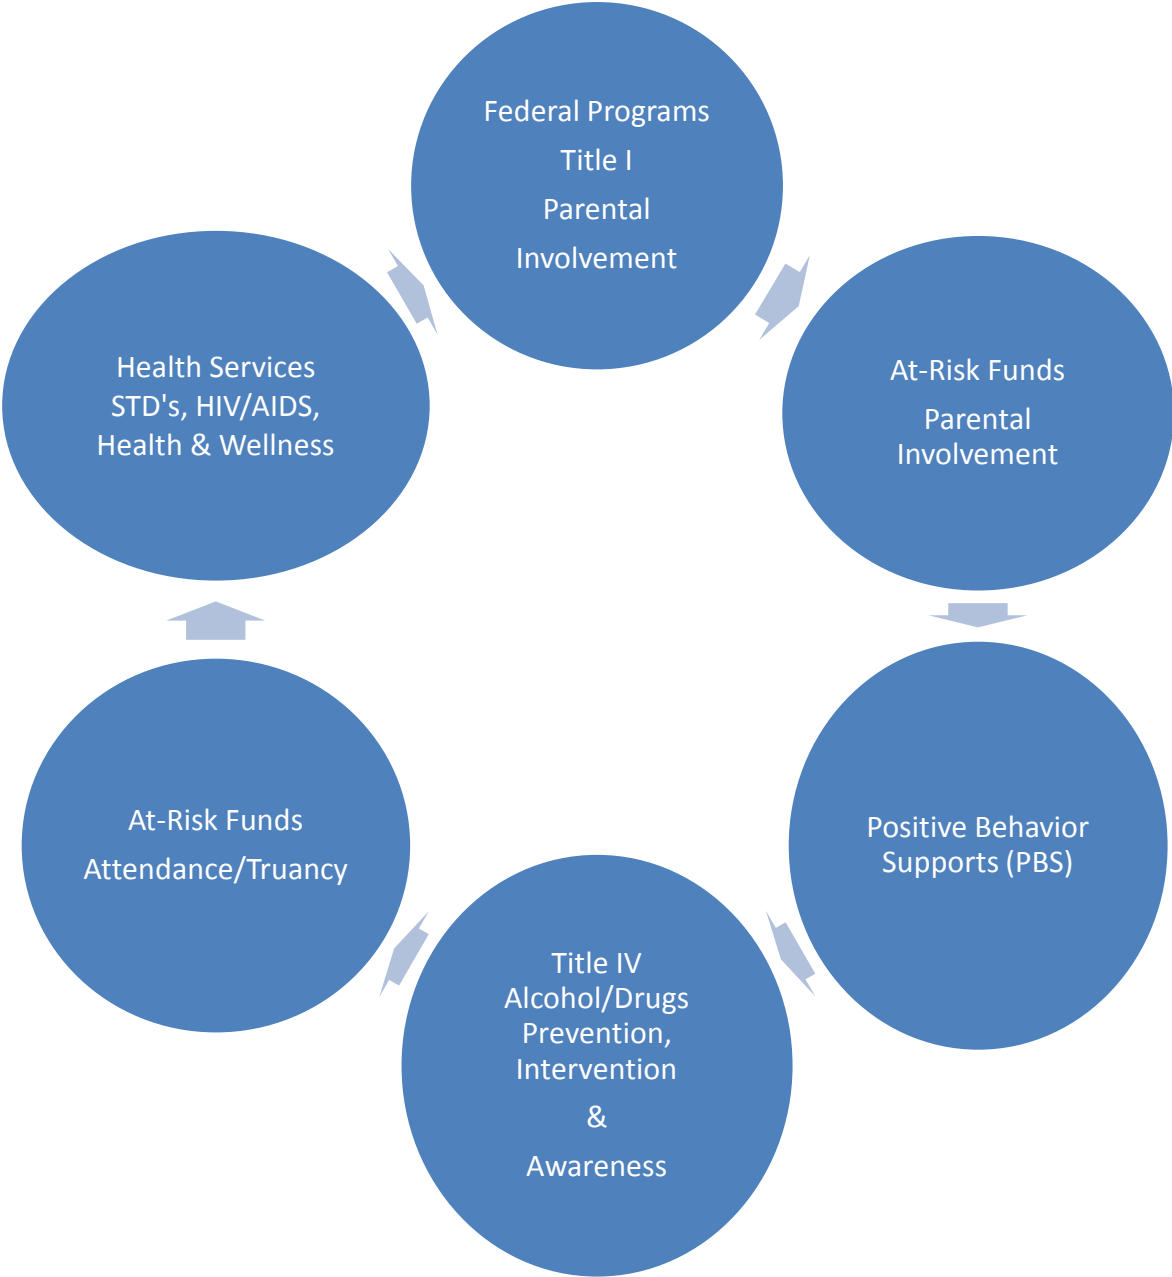 Federal Programs
Title I
Parental
Involvement
At-Risk Funds
Parental
Involvement
Positive Behavior
Supports (PBS)
Title IV
Alcohol/Drugs
Prevention,
Intervention
&
Awareness
At-Risk Funds
Attendance/Truancy
Health Services
STD's, HIV/AIDS,
Health & Wellness